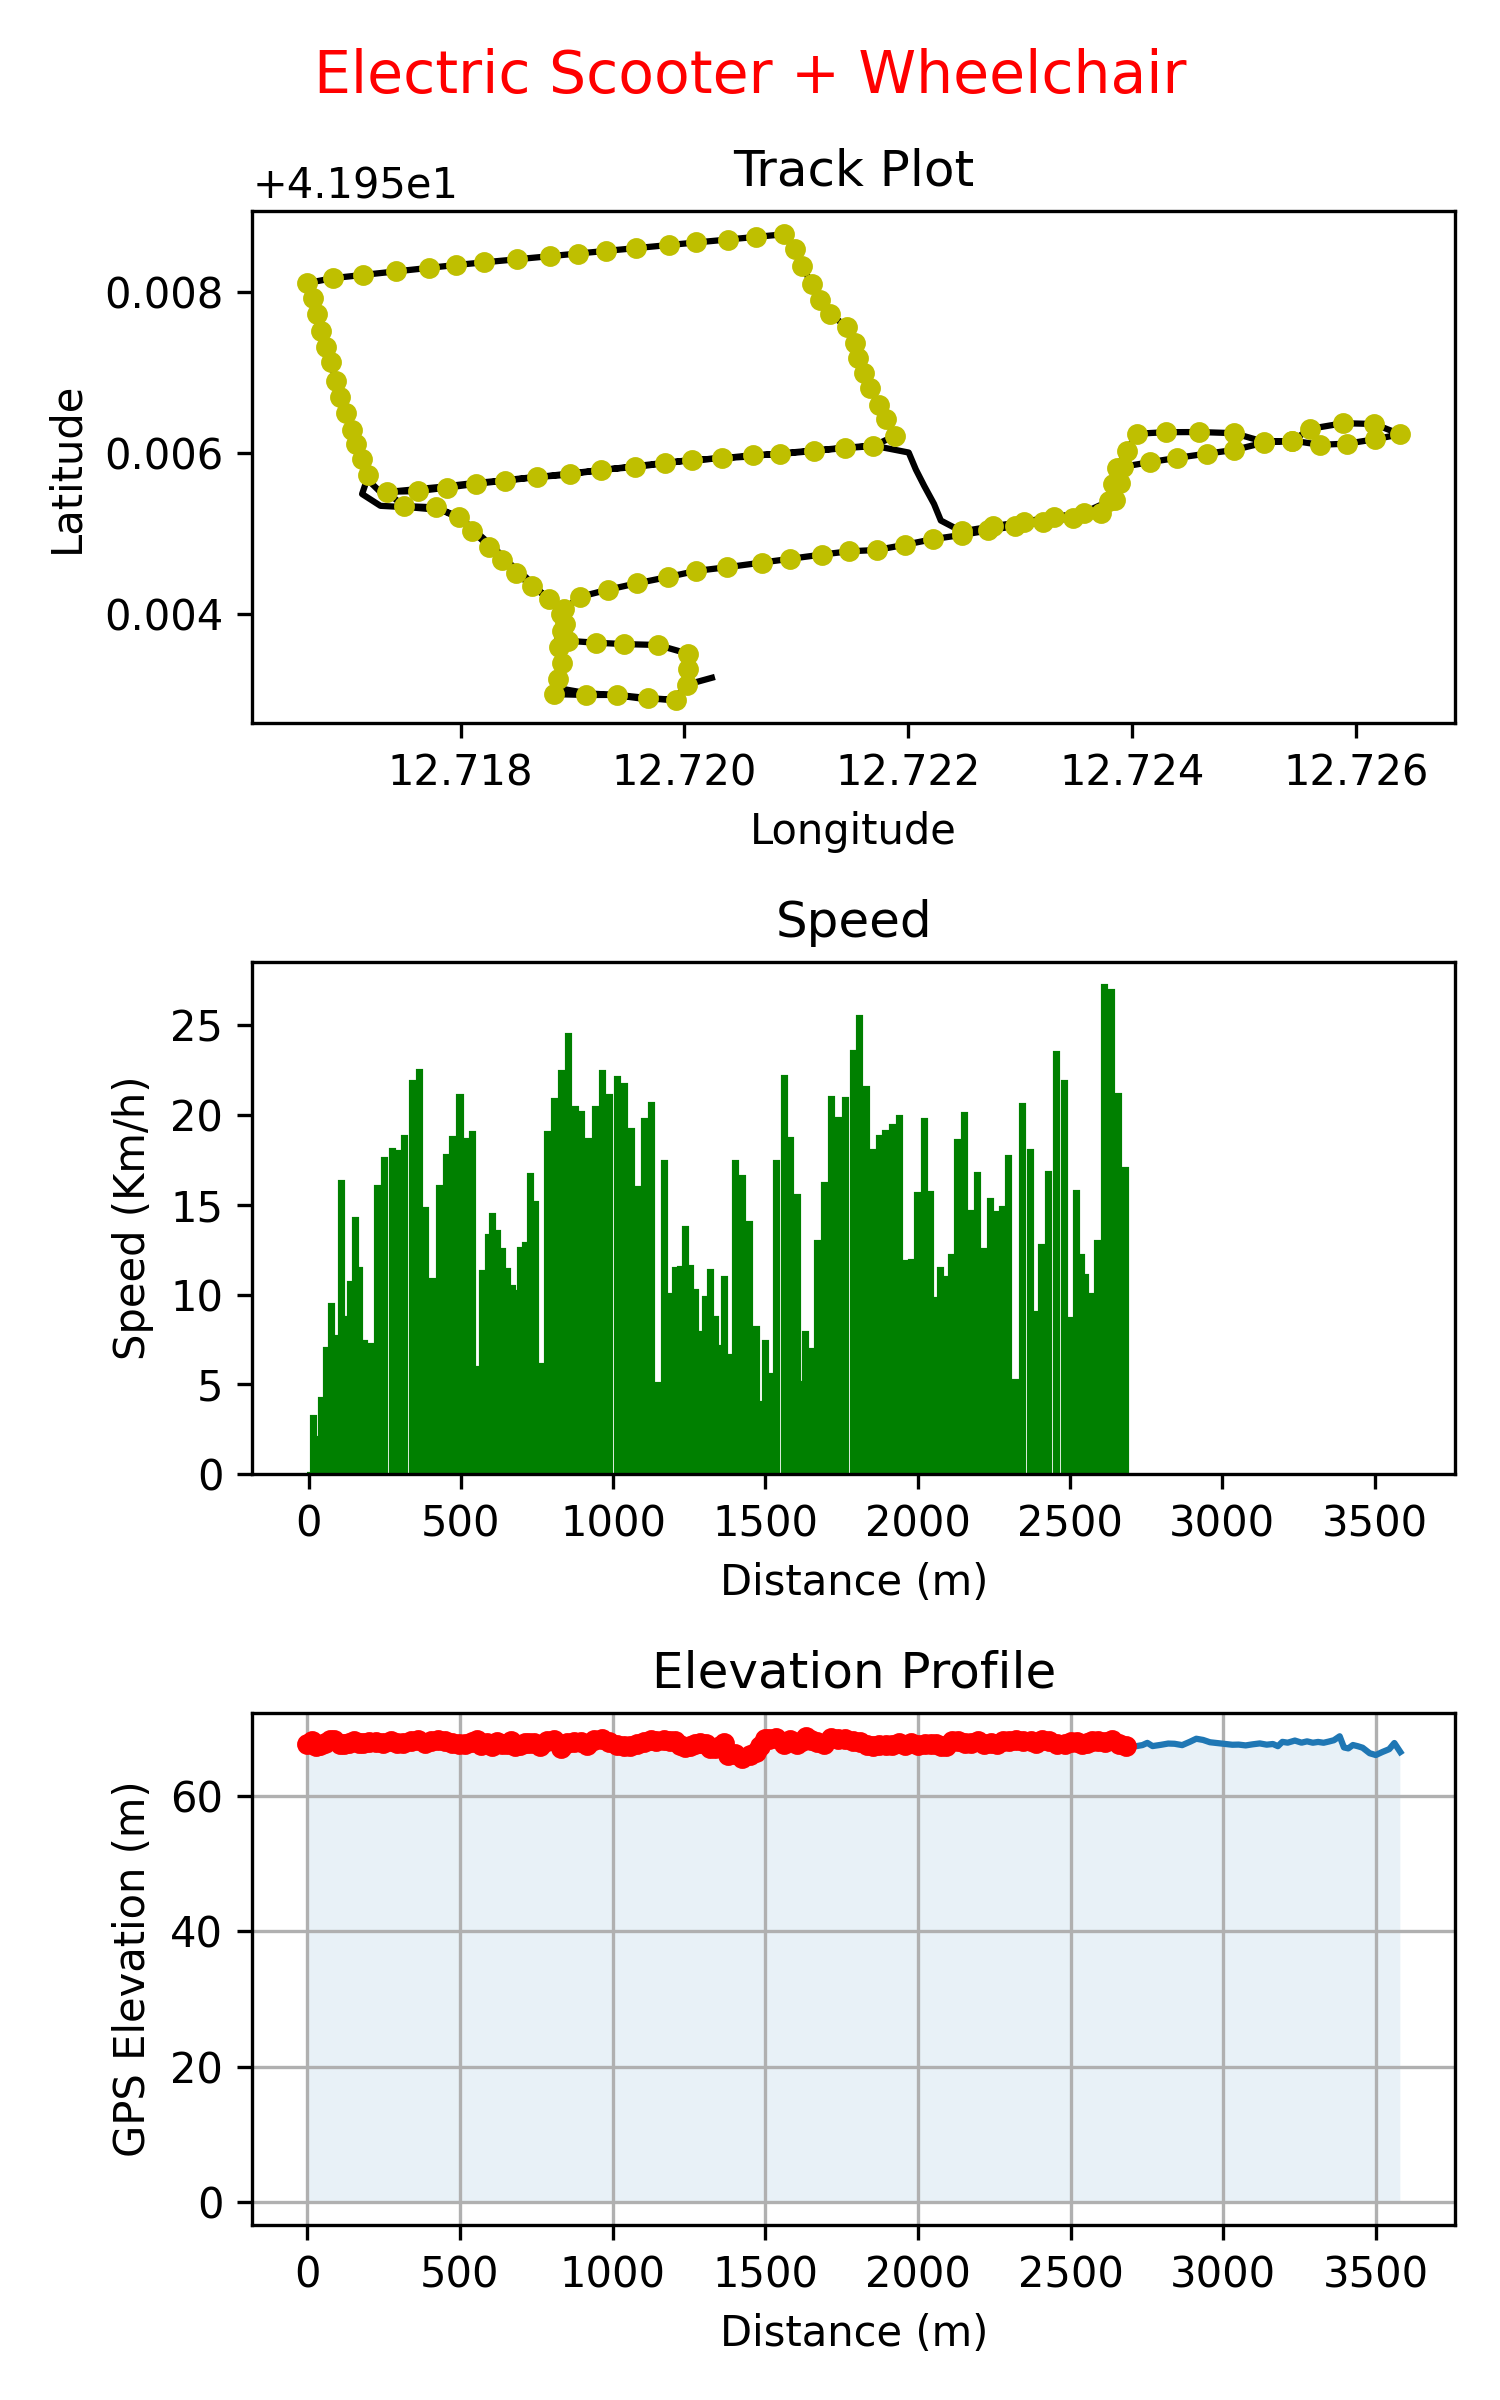 Electric Scooter + Wheelchair
Track Plot
+4.195e1
0.008
0.006
0.004
Latitude
12.718 12.720 12.722 12.724 12.726
Longitude
Speed
25
20
15
10
5
0
Speed (Km/h)
0 500 1000 1500 2000 2500 3000 3500
Distance (m)
Elevation Profile
60
40
20
0
GPS Elevation (m)
0 500 1000 1500 2000 2500 3000 3500
Distance (m)